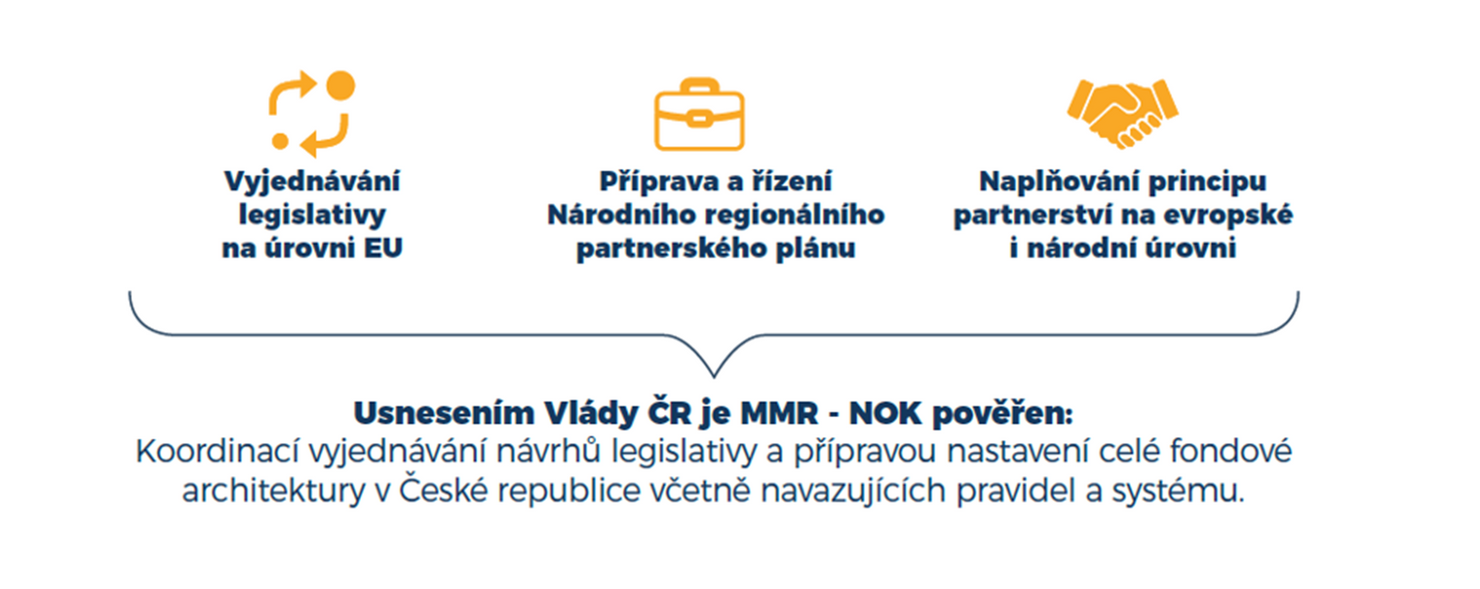 Vyjednávání
legislativy
na úrovni EU
Příprava a řízení
Národního regionálního
partnerského plánu
Naplňování principu
partnerství na evropské
i národní úrovni
Usnesením Vlády ČR je MMR - NOK pověřen:
Koordinací vyjednávání návrhů legislativy a přípravou nastavení celé fondové
architektury v České republice včetně navazujících pravidel a systému.